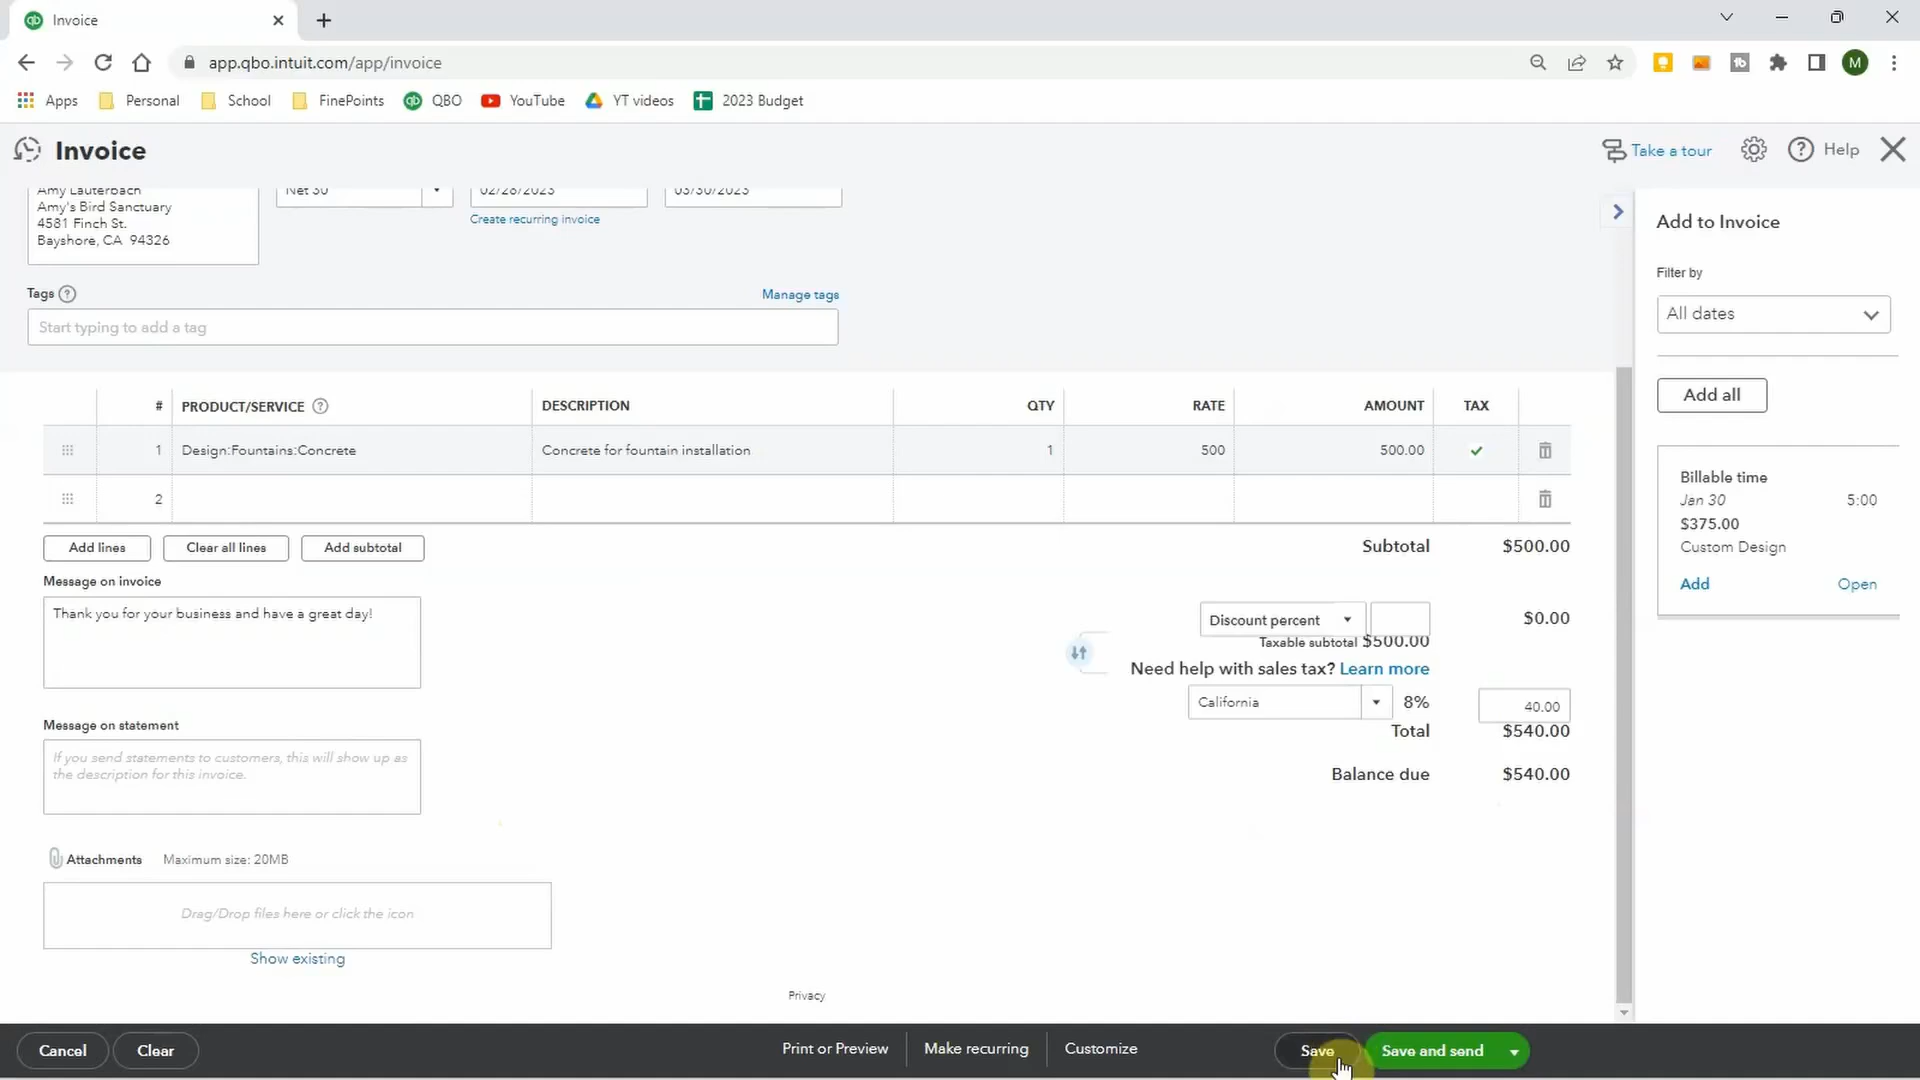 Invoice
app.qbo.intuit.com/app/invoice
M
Apps Personal School FinePoints QBO YouTube YT videos 2023 Budget
Invoice
Take a tour
Help
Amy Lauterbach
Amy's Bird Sanctuary
4581 Finch St.
Bayshore, CA 94326
Net 30
02/28/2023
03/30/2023
Create recurring invoice
Tags
Manage tags
Start typing to add a tag
# PRODUCT/SERVICE DESCRIPTION QTY RATE AMOUNT TAX
1 Design:Fountains:Concrete Concrete for fountain installation 1 500 500.00
2
Add lines Clear all lines Add subtotal
Subtotal $500.00
Message on invoice
Thank you for your business and have a great day!
Discount percent $0.00
Taxable subtotal $500.00
Need help with sales tax? Learn more
California 8% 40.00
Total $540.00
Balance due $540.00
Message on statement
If you send statements to customers, this will show up as
the description for this invoice.
Attachments Maximum size: 20MB
Drag/Drop files here or click the icon
Show existing
Privacy
Add to Invoice
Filter by
All dates
Add all
Billable time
Jan 30 5:00
$375.00
Custom Design
Add Open
Cancel Clear Print or Preview Make recurring Customize Save Save and send